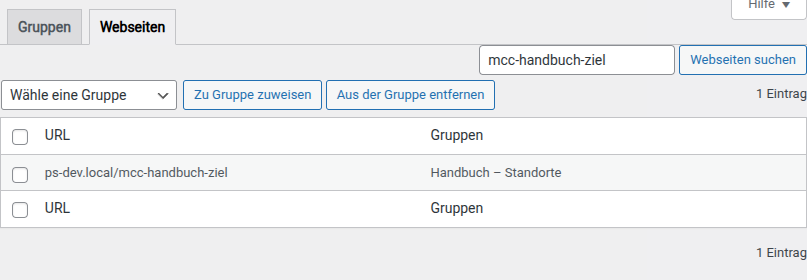 Hilfe
Gruppen Webseiten
mcc-handbuch-ziel Webseiten suchen
Wähle eine Gruppe Zu Gruppe zuweisen Aus der Gruppe entfernen 1 Eintrag
URL Gruppen
ps-dev.local/mcc-handbuch-ziel Handbuch – Standorte
URL Gruppen
1 Eintrag